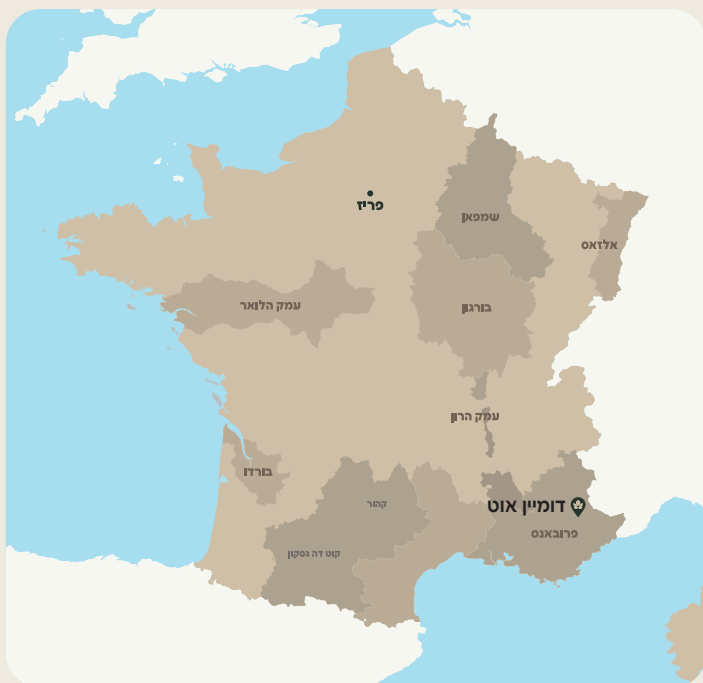 פריז
שמפאן
אלזאס
עמק הלואר
בורגון
עמק הרון
בורדו
קהור
דומיין אוט
פרובאנס
קוט דה גסקון